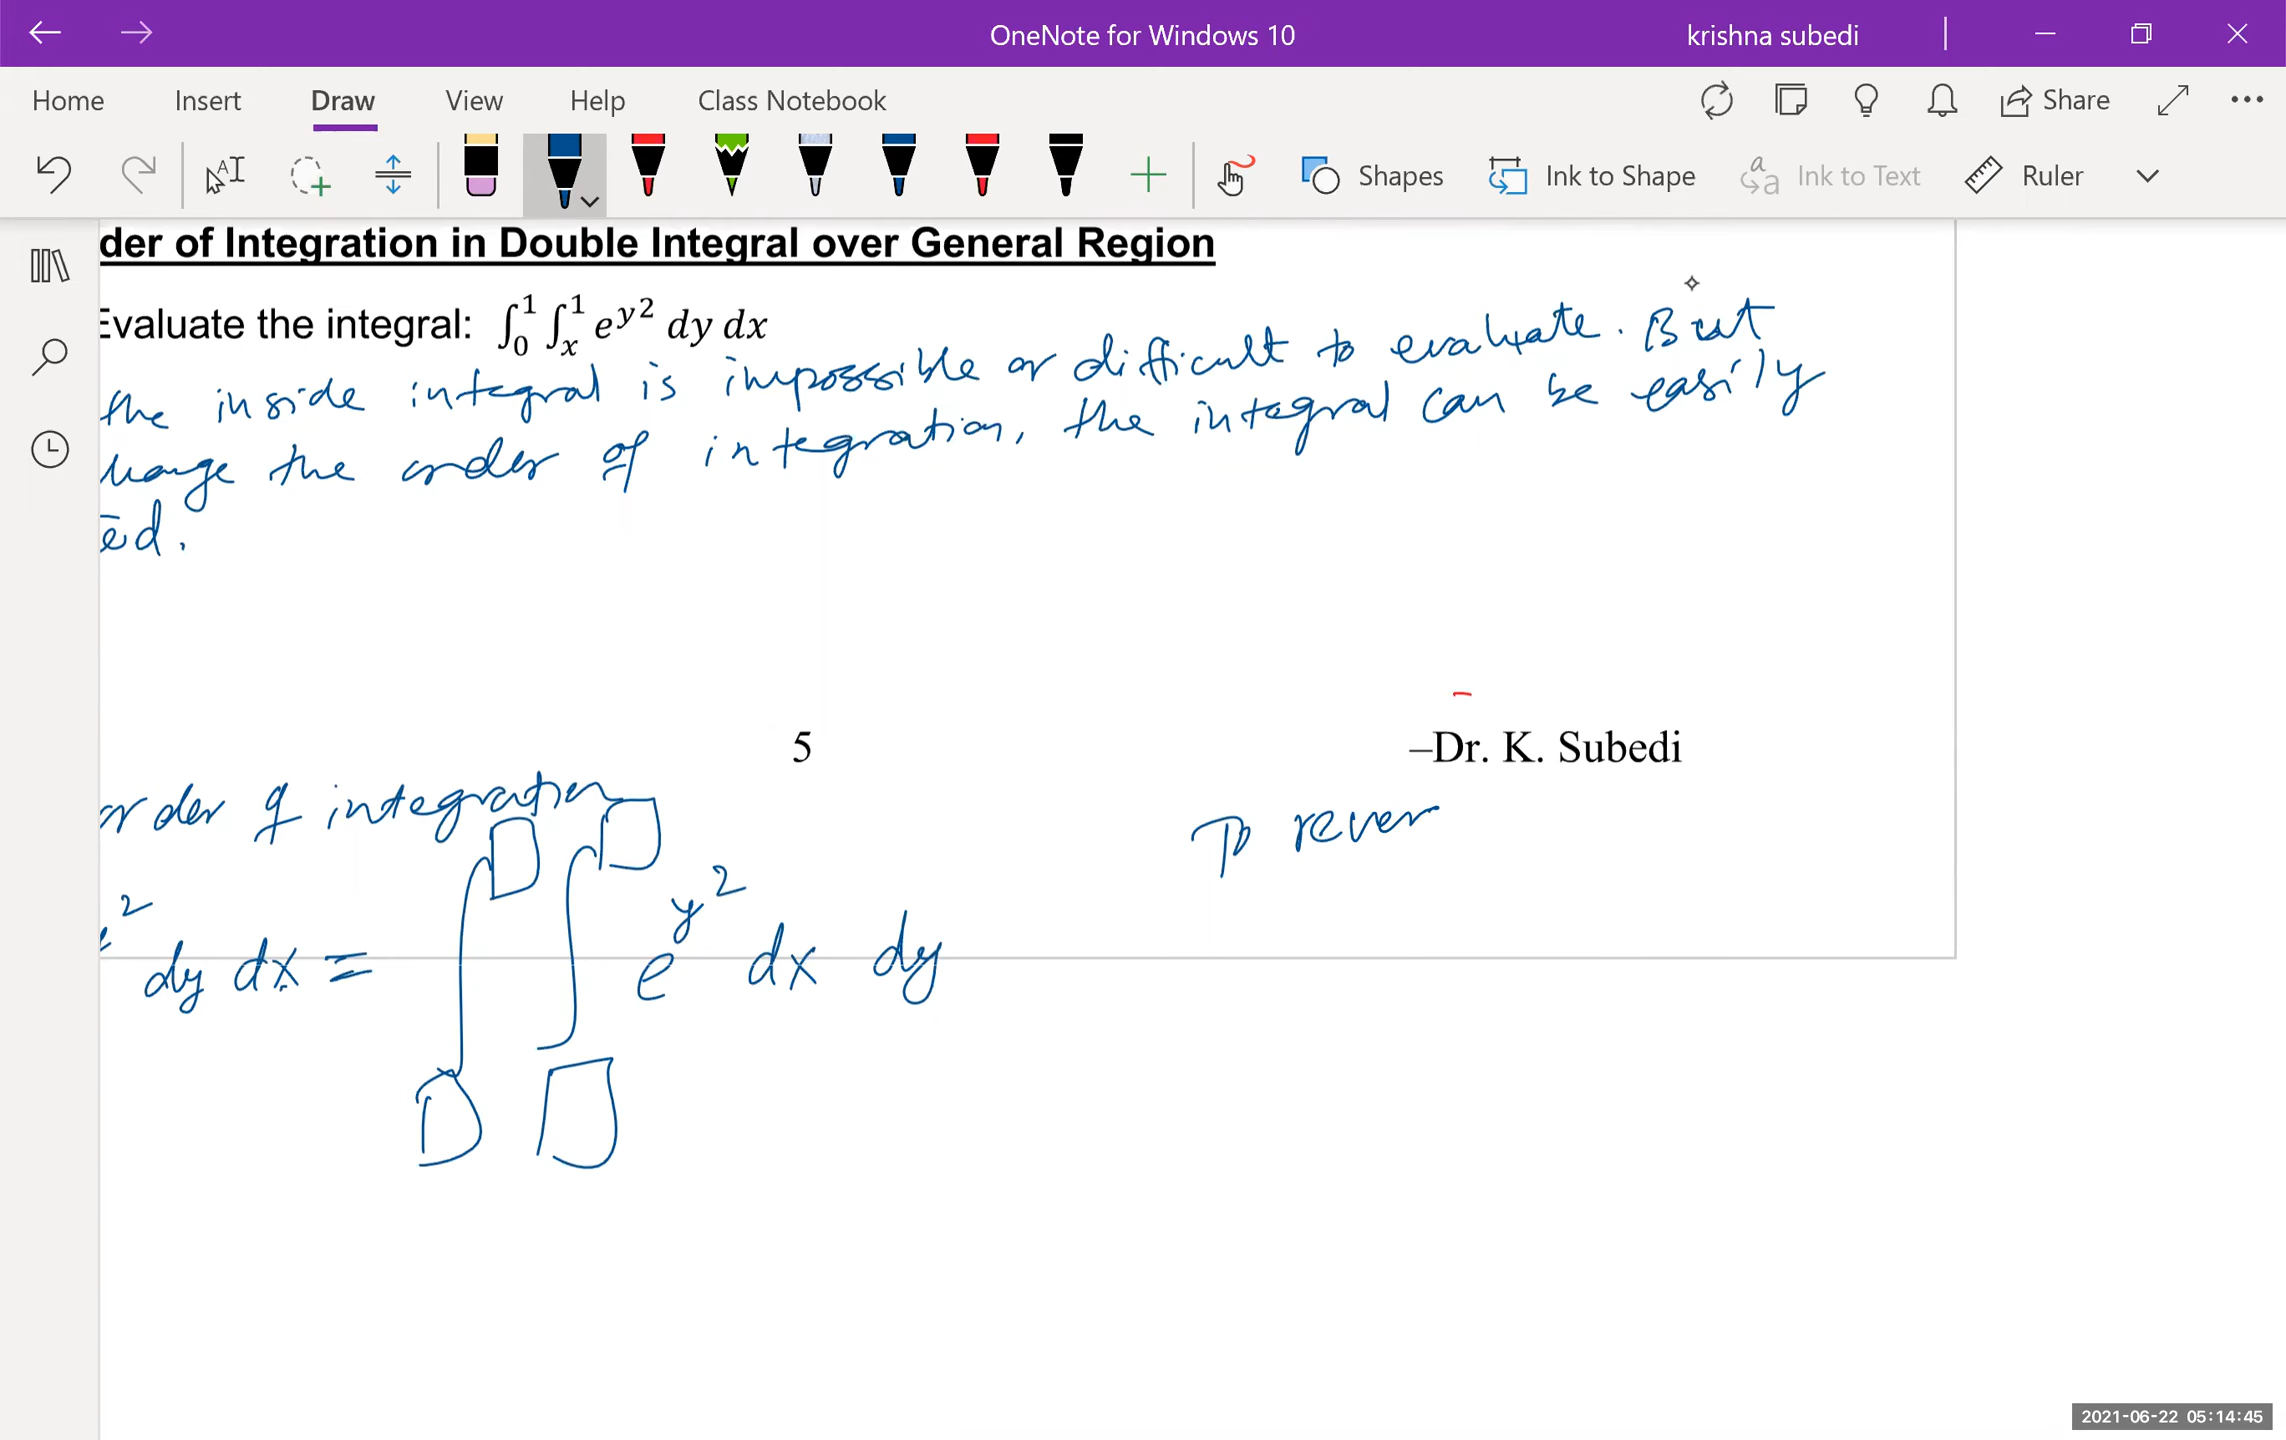 OneNote for Windows 10
krishna subedi
Home Insert Draw View Help Class Notebook Share
Shapes Ink to Shape Ink to Text Ruler
der of Integration in Double Integral over General Region
Evaluate the integral: ∫₀¹ ∫ₓ¹ e^{y2} dy dx
the inside integral is impossible or difficult to evaluate. But
hange the order of integration, the integral can be easily
ed.
5
–Dr. K. Subedi
order of integration
To rever
2 dy dx = ∫ ∫ e^{y^2} dx dy
2021-06-22 05:14:45